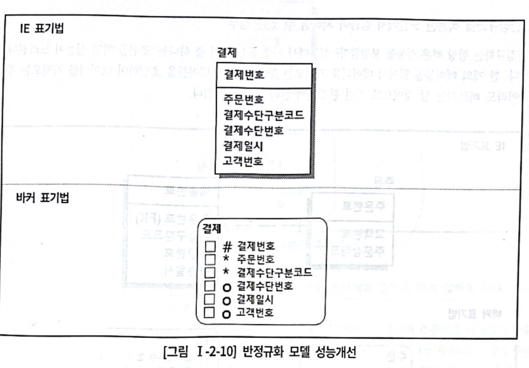 IE 표기법
결제
결제번호
주문번호
결제수단구분코드
결제수단번호
결제일시
고객번호
바커 표기법
결제
# 결제번호
* 주문번호
* 결제수단구분코드
o 결제수단번호
o 결제일시
o 고객번호
[그림 Ⅰ-2-10] 반정규화 모델 성능개선